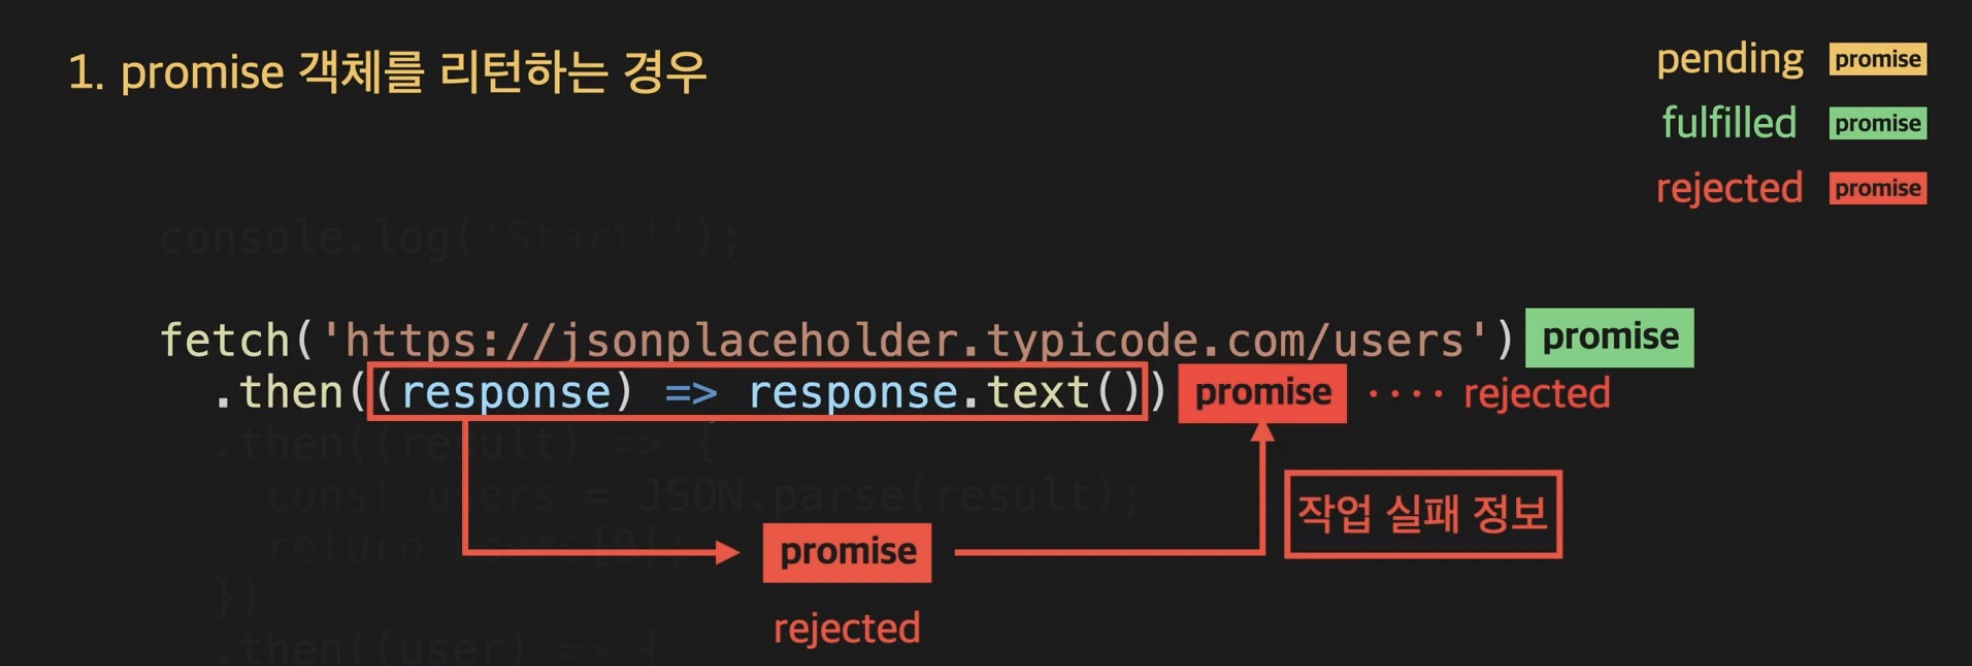 1. promise 객체를 리턴하는 경우
pending promise
fulfilled promise
rejected promise
console.log('Start!');
fetch('https://jsonplaceholder.typicode.com/users') promise
.then((response) => response.text()) promise ···· rejected
.then((result) => {
const users = JSON.parse(result);
작업 실패 정보
return users[0];
promise
})
rejected
.then((user) => {